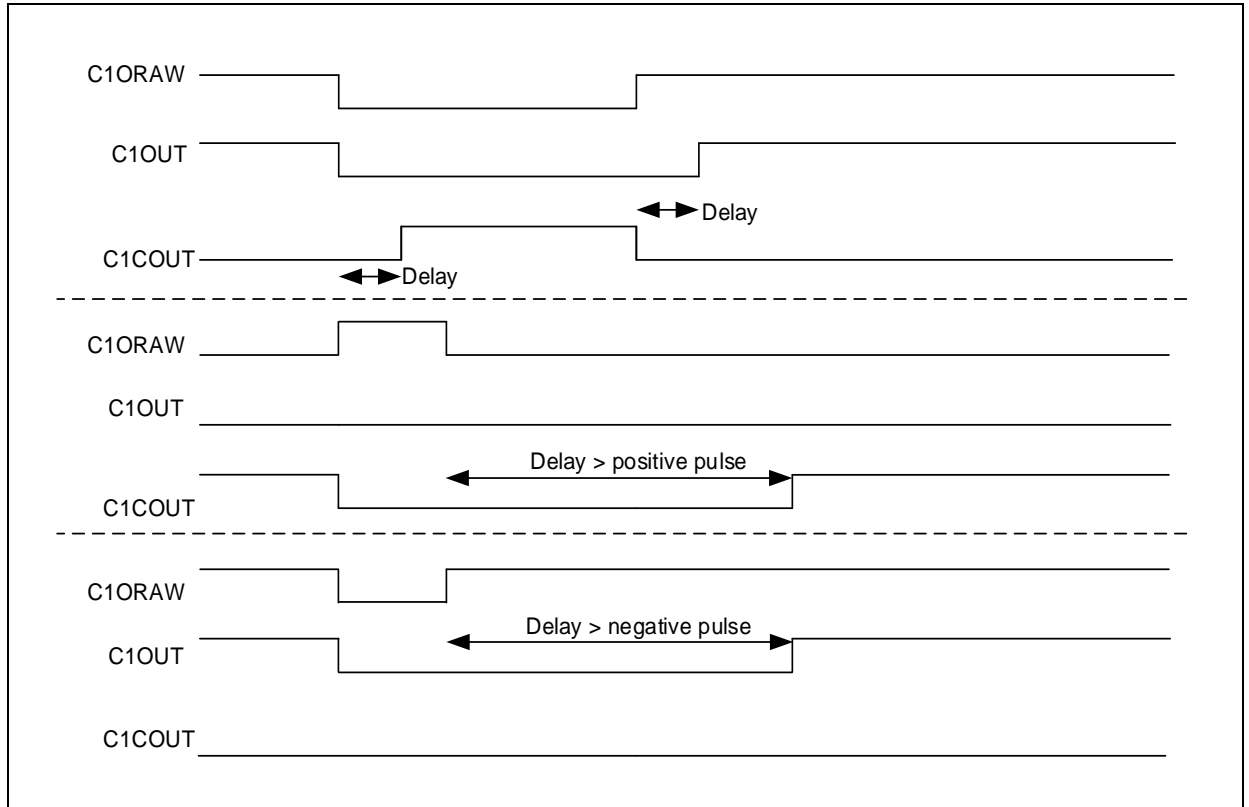 C1ORAW
C1OUT
Delay
C1COUT
Delay
C1ORAW
C1OUT
Delay > positive pulse
C1COUT
C1ORAW
Delay > negative pulse
C1OUT
C1COUT